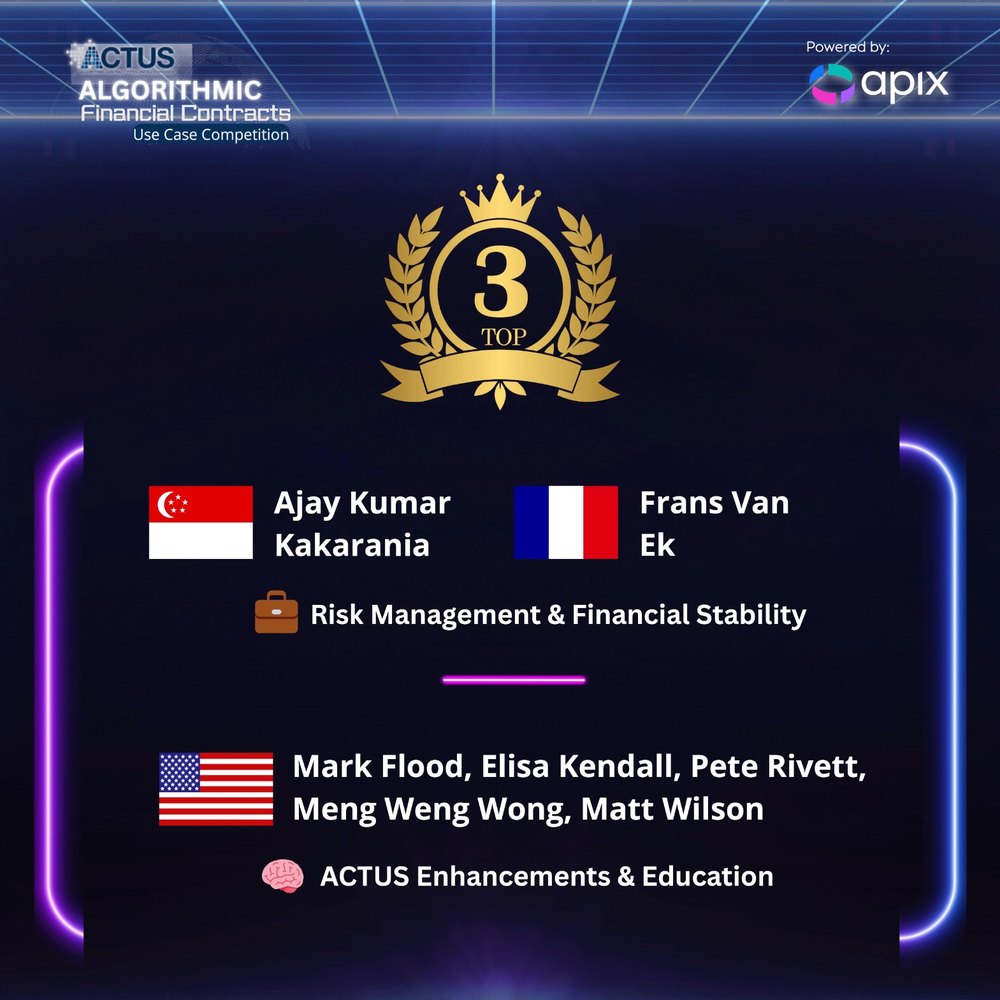 ACTUS
ALGORITHMIC
Financial Contracts
Use Case Competition
Powered by:
apix
3
TOP
Ajay Kumar
Kakarania
Frans Van
Ek
Risk Management & Financial Stability
Mark Flood, Elisa Kendall, Pete Rivett,
Meng Weng Wong, Matt Wilson
ACTUS Enhancements & Education